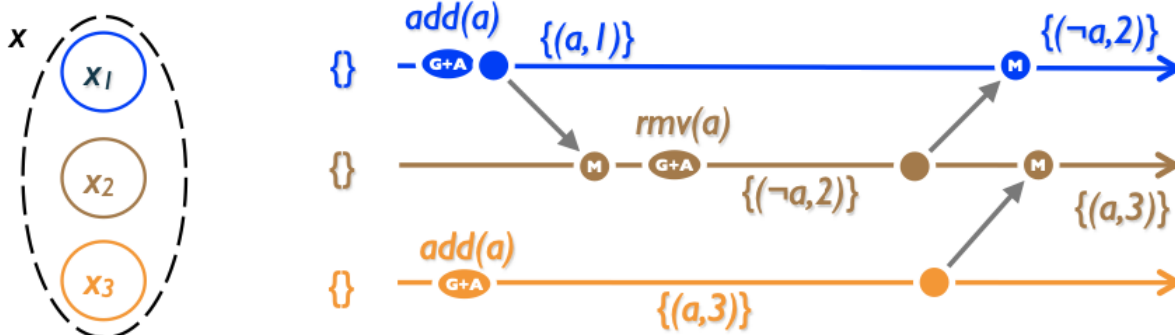 x
x1
x2
x3
add(a)
{} G+A {(a,1)} M {(¬a,2)}
rmv(a)
{} M G+A {(¬a,2)} M {(a,3)}
add(a)
{} G+A {(a,3)}